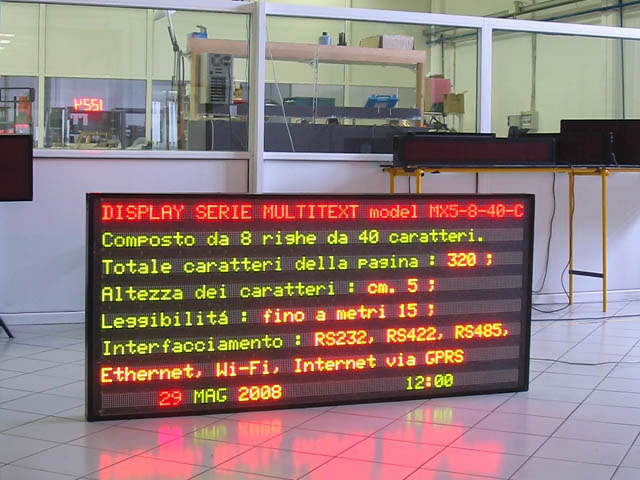 DISPLAY SERIE MULTITEXT model MX5-8-40-C
Composto da 8 righe da 40 caratteri.
Totale caratteri della pagina : 320 ;
Altezza dei caratteri : cm. 5 ;
Leggibilitá : fino a metri 15 ;
Interfacciamento : RS232, RS422, RS485,
Ethernet, Wi-Fi, Internet via GPRS
29 MAG 2008 12:00